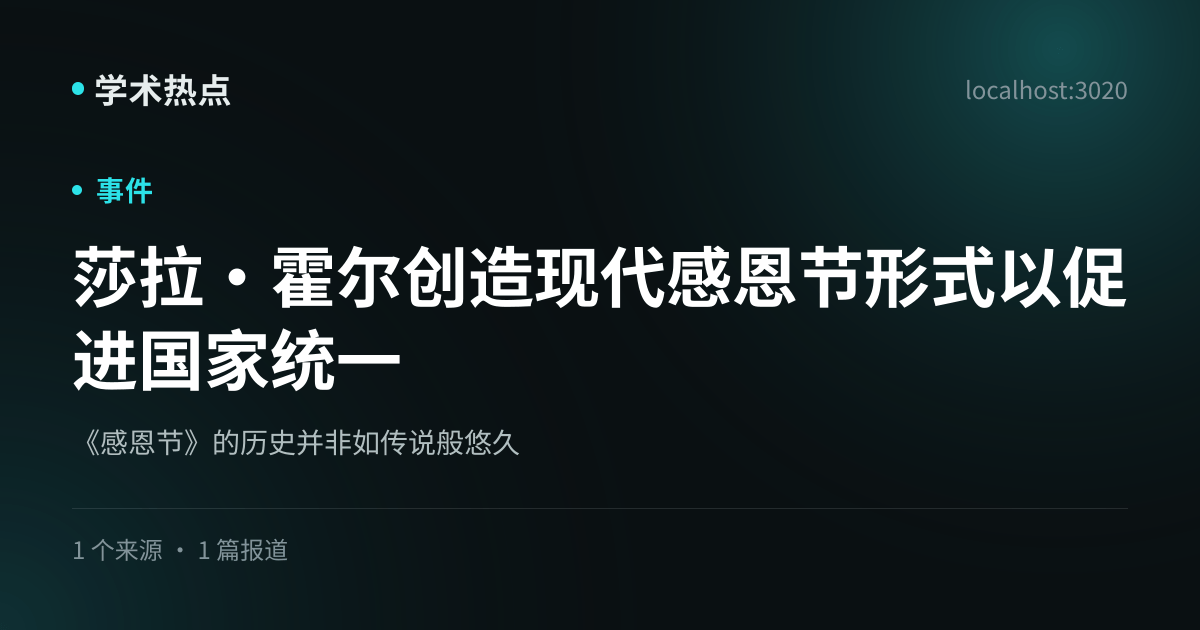 学术热点
localhost:3020
事件
莎拉·霍尔创造现代感恩节形式以促
进国家统一
《感恩节》的历史并非如传说般悠久
1 个来源 · 1 篇报道